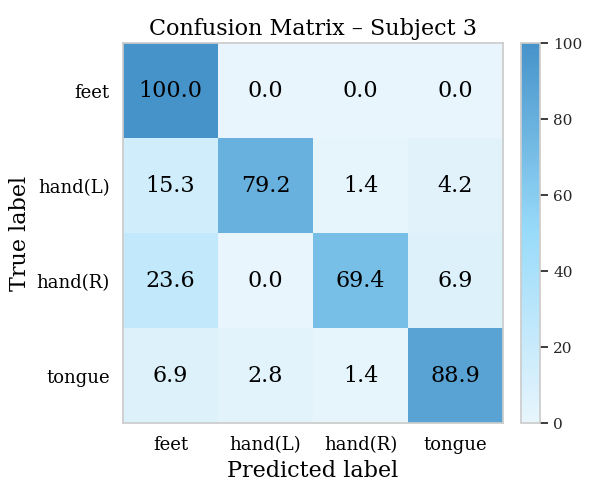 Confusion Matrix – Subject 3
True label
feet 100.0 0.0 0.0 0.0
hand(L) 15.3 79.2 1.4 4.2
hand(R) 23.6 0.0 69.4 6.9
tongue 6.9 2.8 1.4 88.9
feet hand(L) hand(R) tongue
Predicted label
100
80
60
40
20
0